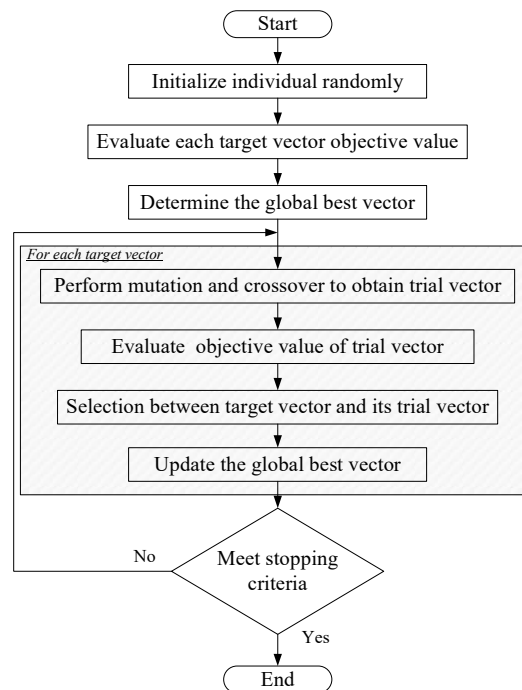 Start
Initialize individual randomly
Evaluate each target vector objective value
Determine the global best vector
For each target vector
Perform mutation and crossover to obtain trial vector
Evaluate objective value of trial vector
Selection between target vector and its trial vector
Update the global best vector
No
Meet stopping
criteria
Yes
End